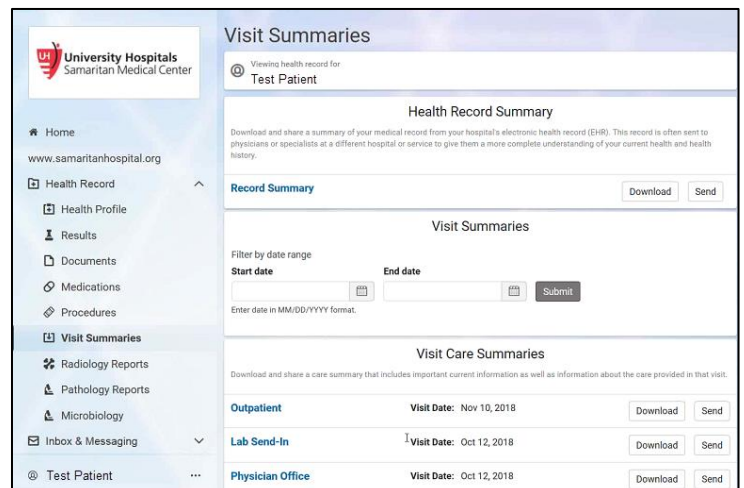 UH
University Hospitals
Samaritan Medical Center
Home
www.samaritanhospital.org
Health Record
Health Profile
Results
Documents
Medications
Procedures
Visit Summaries
Radiology Reports
Pathology Reports
Microbiology
Inbox & Messaging
Test Patient ...
Visit Summaries
Viewing health record for
Test Patient
Health Record Summary
Download and share a summary of your medical record from your hospital's electronic health record (EHR). This record is often sent to
physicians or specialists at a different hospital or service to give them a more complete understanding of your current health and health
history.
Record Summary Download Send
Visit Summaries
Filter by date range
Start date End date
Submit
Enter date in MM/DD/YYYY format.
Visit Care Summaries
Download and share a care summary that includes important current information as well as information about the care provided in that visit.
Outpatient Visit Date: Nov 10, 2018 Download Send
Lab Send-In Visit Date: Oct 12, 2018 Download Send
Physician Office Visit Date: Oct 12, 2018 Download Send